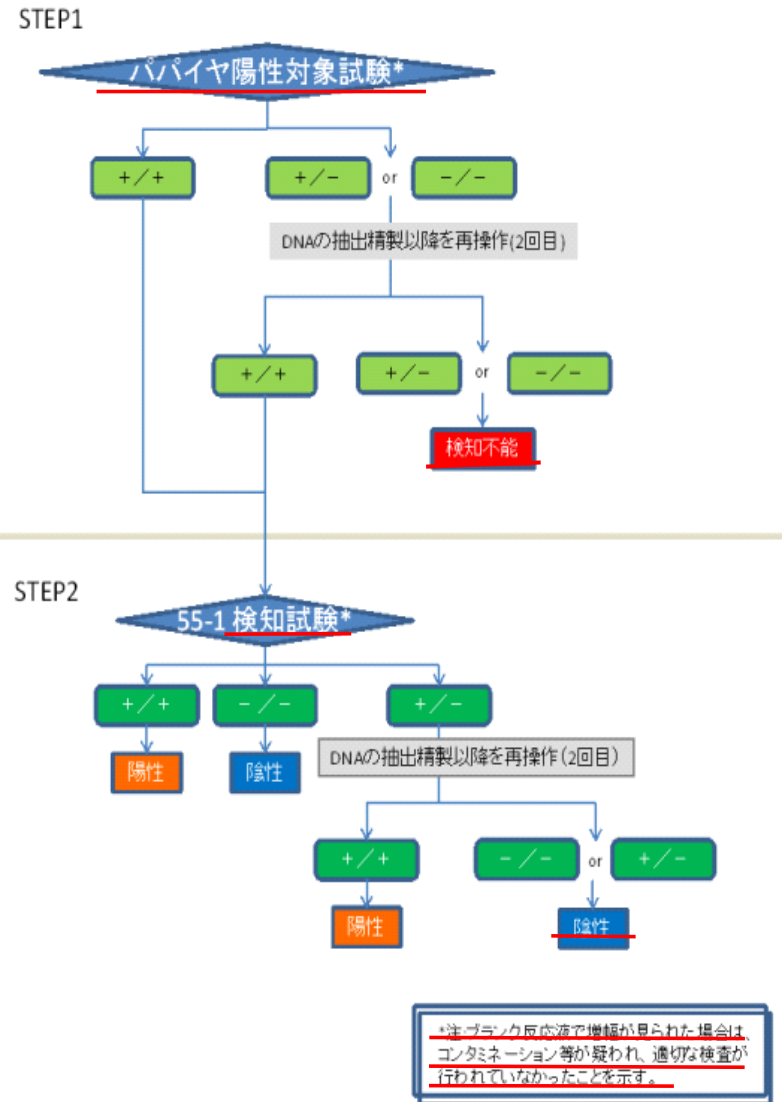 STEP1
パパイヤ陽性対象試験*
+/+
+/- or -/-
DNAの抽出精製以降を再操作(2回目)
+/+
+/- or -/-
検知不能
STEP2
55-1 検知試験*
+/+
-/-
+/-
陽性
陰性
DNAの抽出精製以降を再操作(2回目)
+/+
-/- or +/-
陽性
陰性
*注:ブランク反応液で増幅が見られた場合は、
コンタミネーション等が疑われ、適切な検査が
行われていなかったことを示す。